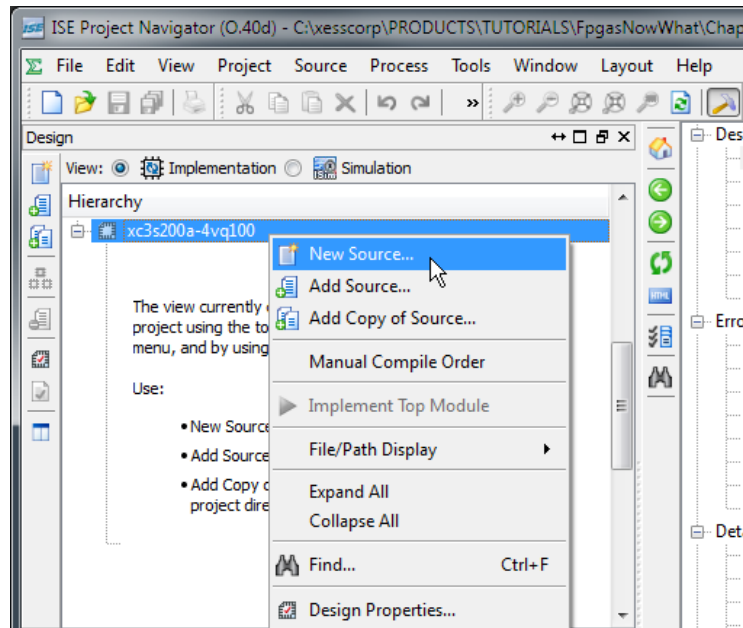 ISE Project Navigator (O.40d) - C:\xesscorp\PRODUCTS\TUTORIALS\FpgasNowWhat\Chap
File Edit View Project Source Process Tools Window Layout Help
Design
View: Implementation Simulation
Hierarchy
xc3s200a-4vq100
The view currently
project using the to
menu, and by using
Use:
• New Source
• Add Source
• Add Copy
project dire
New Source...
Add Source...
Add Copy of Source...
Manual Compile Order
Implement Top Module
File/Path Display
Expand All
Collapse All
Find... Ctrl+F
Design Properties...
Des
Erro
Deta